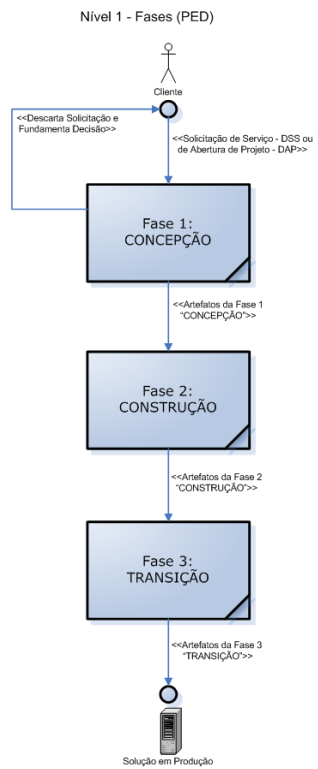 Nível 1 - Fases (PED)
Cliente
<<Descarta Solicitação e
Fundamenta Decisão>>
<<Solicitação de Serviço - DSS ou
de Abertura de Projeto - DAP>>
Fase 1:
CONCEPÇÃO
<<Artefatos da Fase 1
"CONCEPÇÃO">>
Fase 2:
CONSTRUÇÃO
<<Artefatos da Fase 2
"CONSTRUÇÃO">>
Fase 3:
TRANSIÇÃO
<<Artefatos da Fase 3
"TRANSIÇÃO">>
Solução em Produção